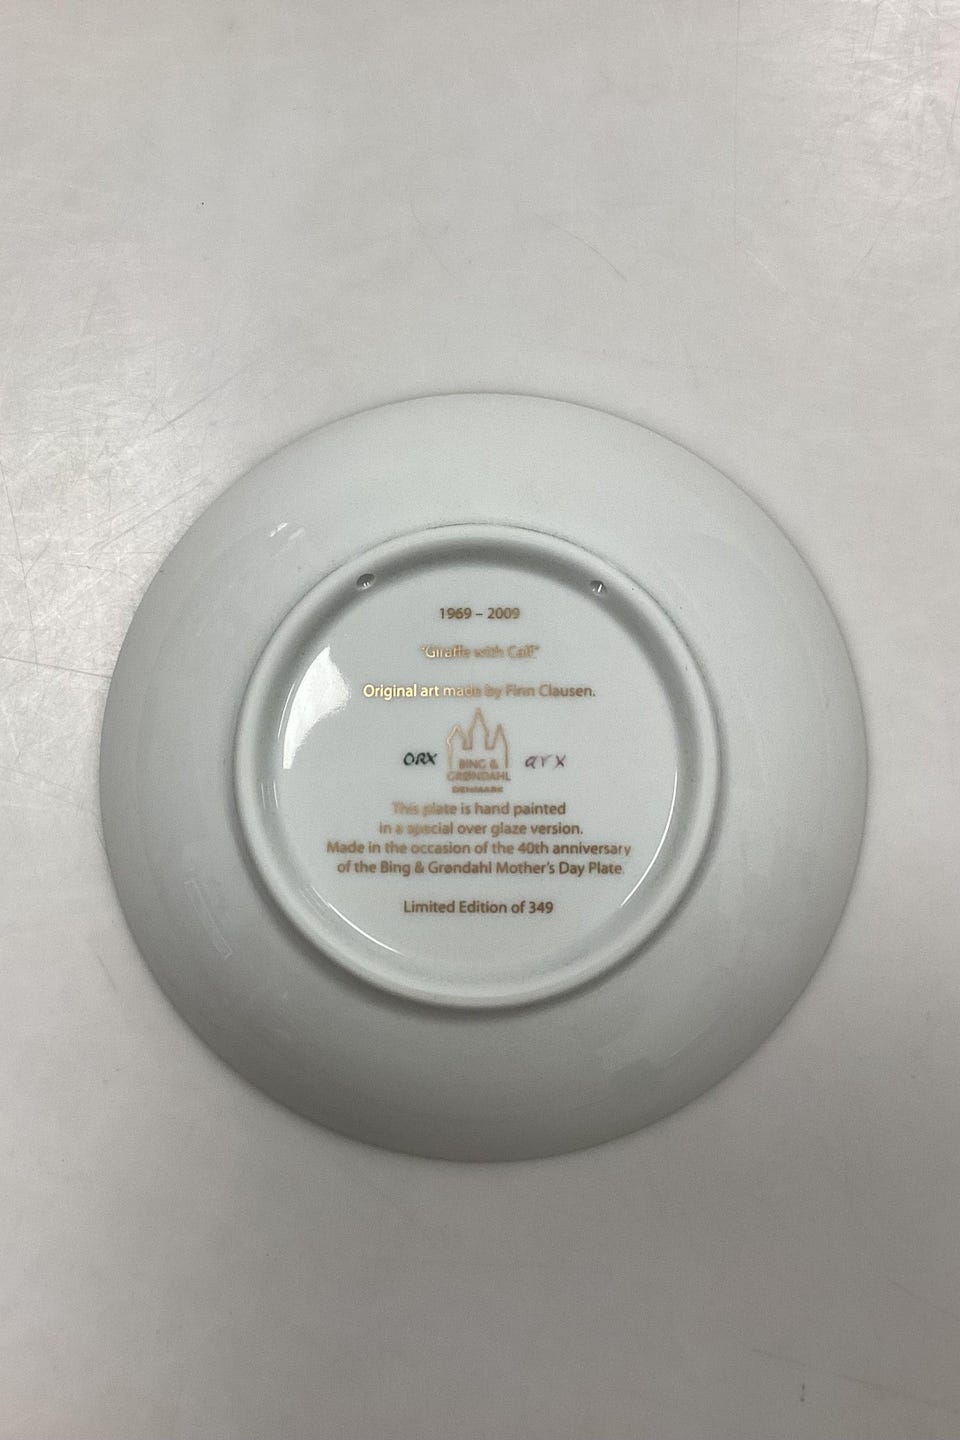 1969 – 2009
"Giraffe with Calf"
Original art made by Finn Clausen.
ORX
BING &
GRØNDAHL
DENMARK
arx
This plate is hand painted
in a special over glaze version.
Made in the occasion of the 40th anniversary
of the Bing & Grøndahl Mother's Day Plate.
Limited Edition of 349